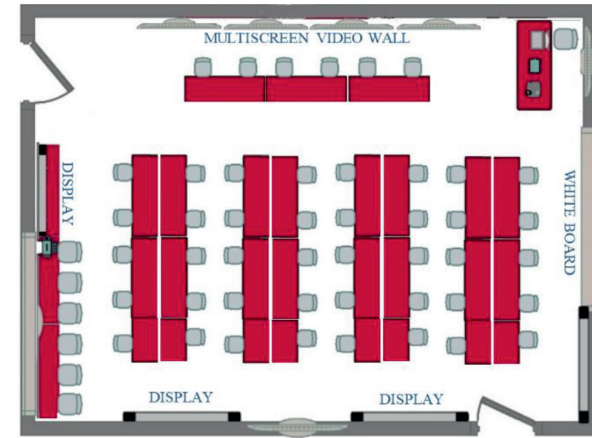 MULTISCREEN VIDEO WALL
DISPLAY
WHITE BOARD
DISPLAY
DISPLAY